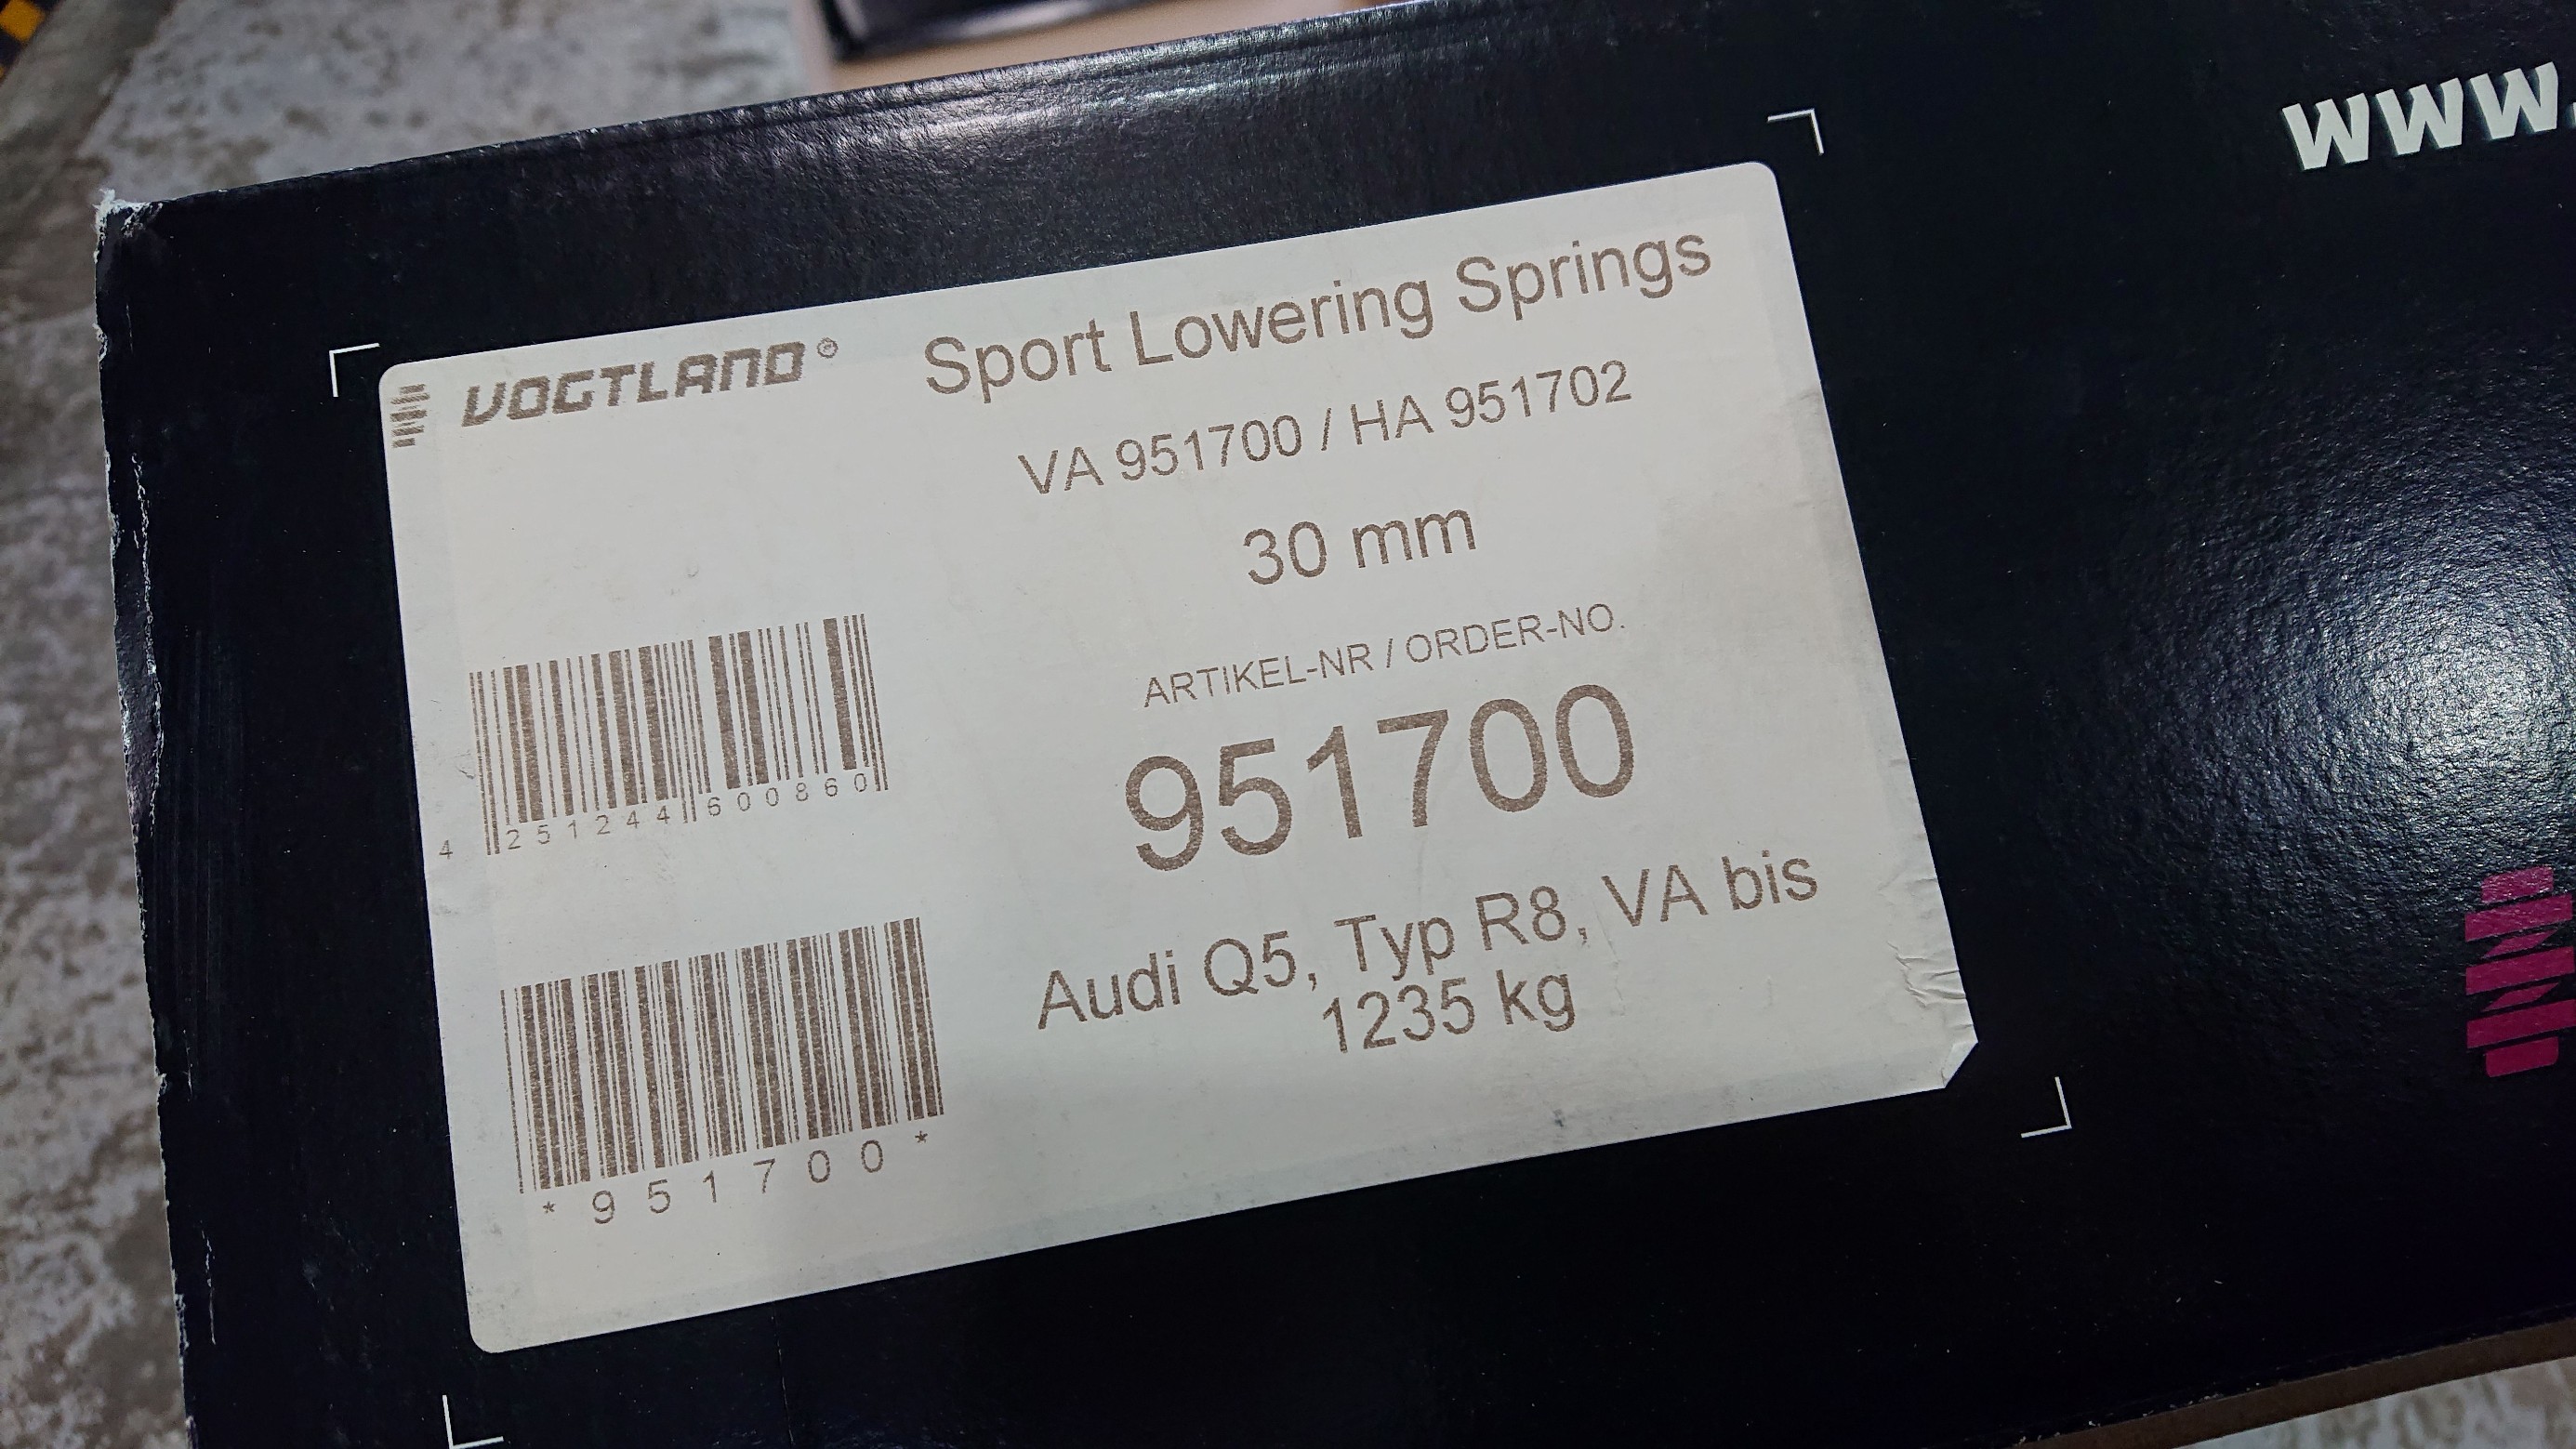 www.
VOGTLAND®
Sport Lowering Springs
VA 951700 / HA 951702
30 mm
ARTIKEL-NR / ORDER-NO.
951700
Audi Q5, Typ R8, VA bis
1235 kg
4 251244 600860
*951700*